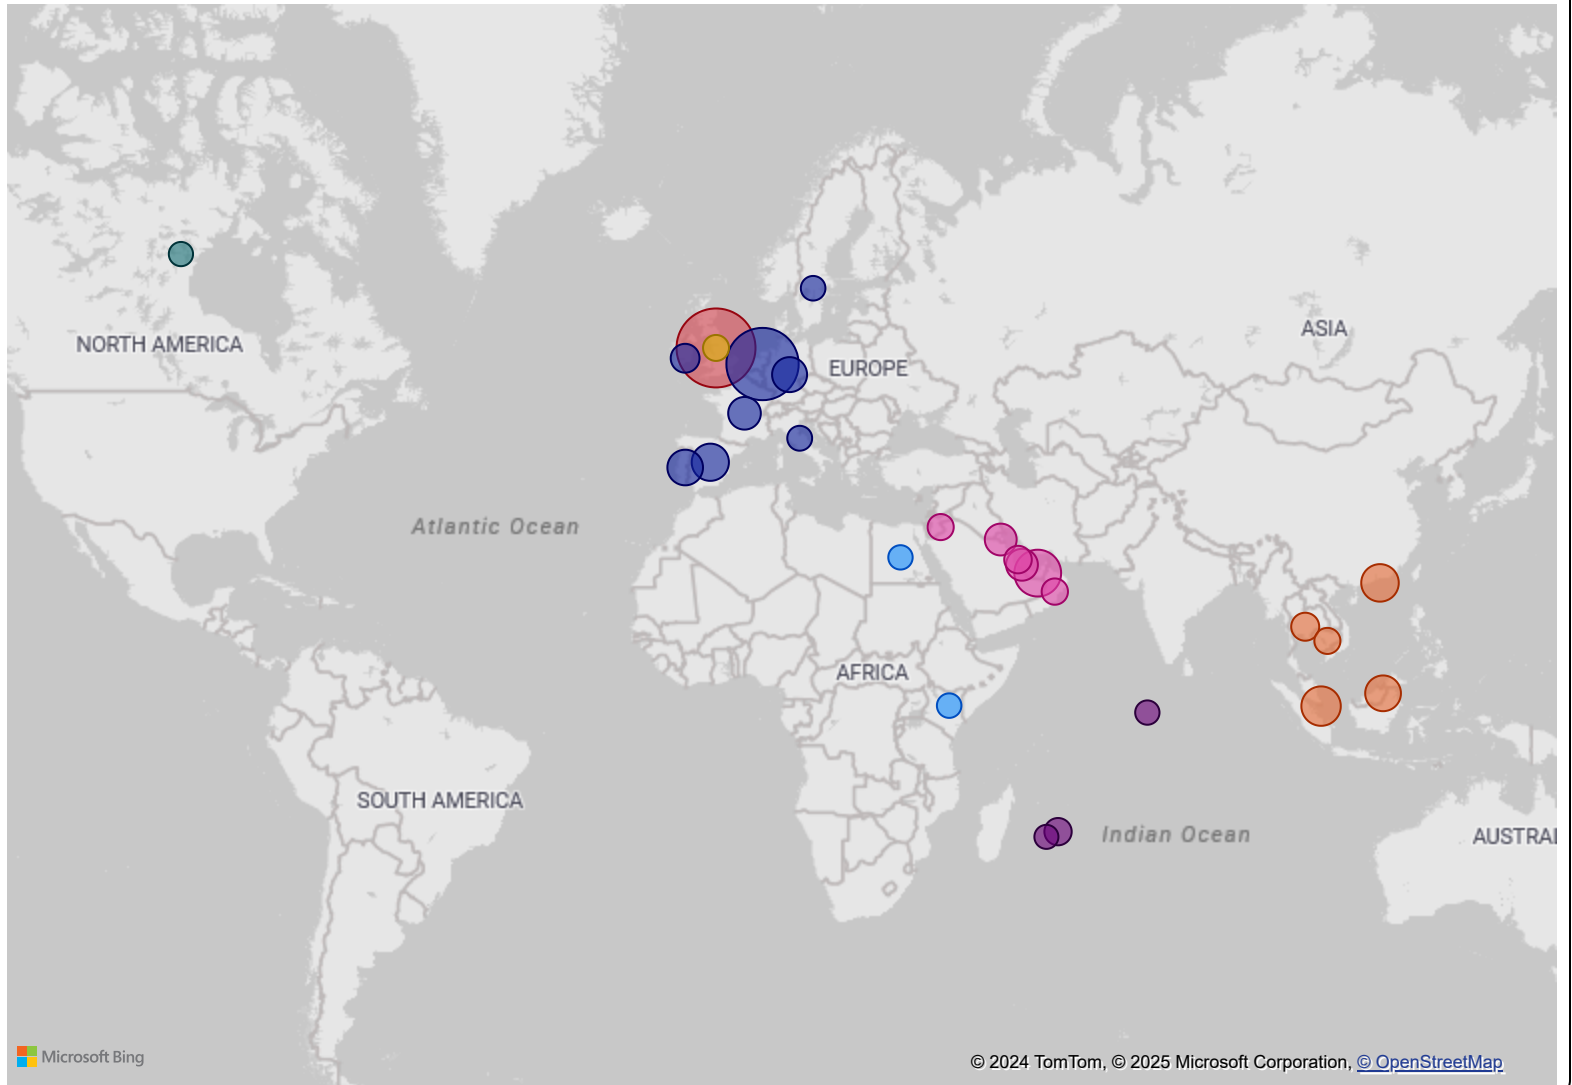 ASIA
NORTH AMERICA
EUROPE
Atlantic Ocean
AFRICA
SOUTH AMERICA
Indian Ocean
AUSTRAL
Microsoft Bing
© 2024 TomTom, © 2025 Microsoft Corporation, © OpenStreetMap